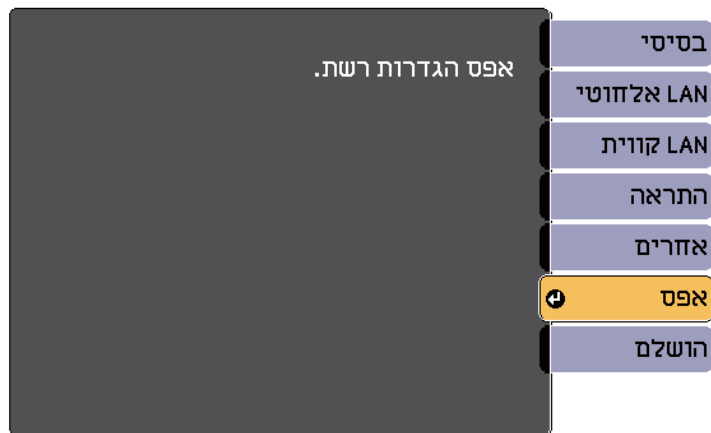 בסיסי
LAN אלחוטי
LAN קווית
התראה
אחרים
אפס
הושלם
אפס הגדרות רשת.